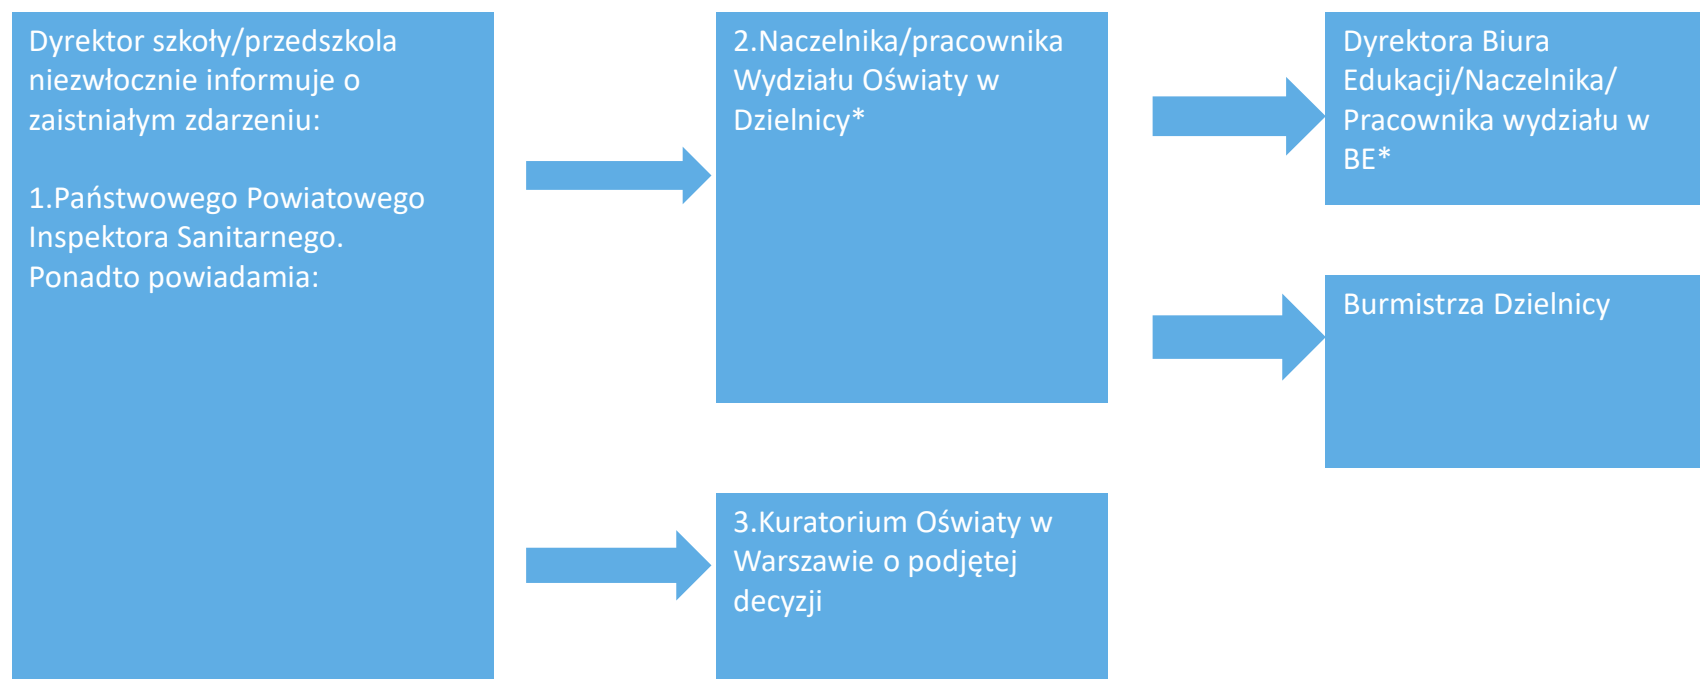 Dyrektor szkoły/przedszkola
niezwłocznie informuje o
zaistniałym zdarzeniu:
1.Państwowego Powiatowego
Inspektora Sanitarnego.
Ponadto powiadamia:
2.Naczelnika/pracownika
Wydziału Oświaty w
Dzielnicy*
3.Kuratorium Oświaty w
Warszawie o podjętej
decyzji
Dyrektora Biura
Edukacji/Naczelnika/
Pracownika wydziału w
BE*
Burmistrza Dzielnicy